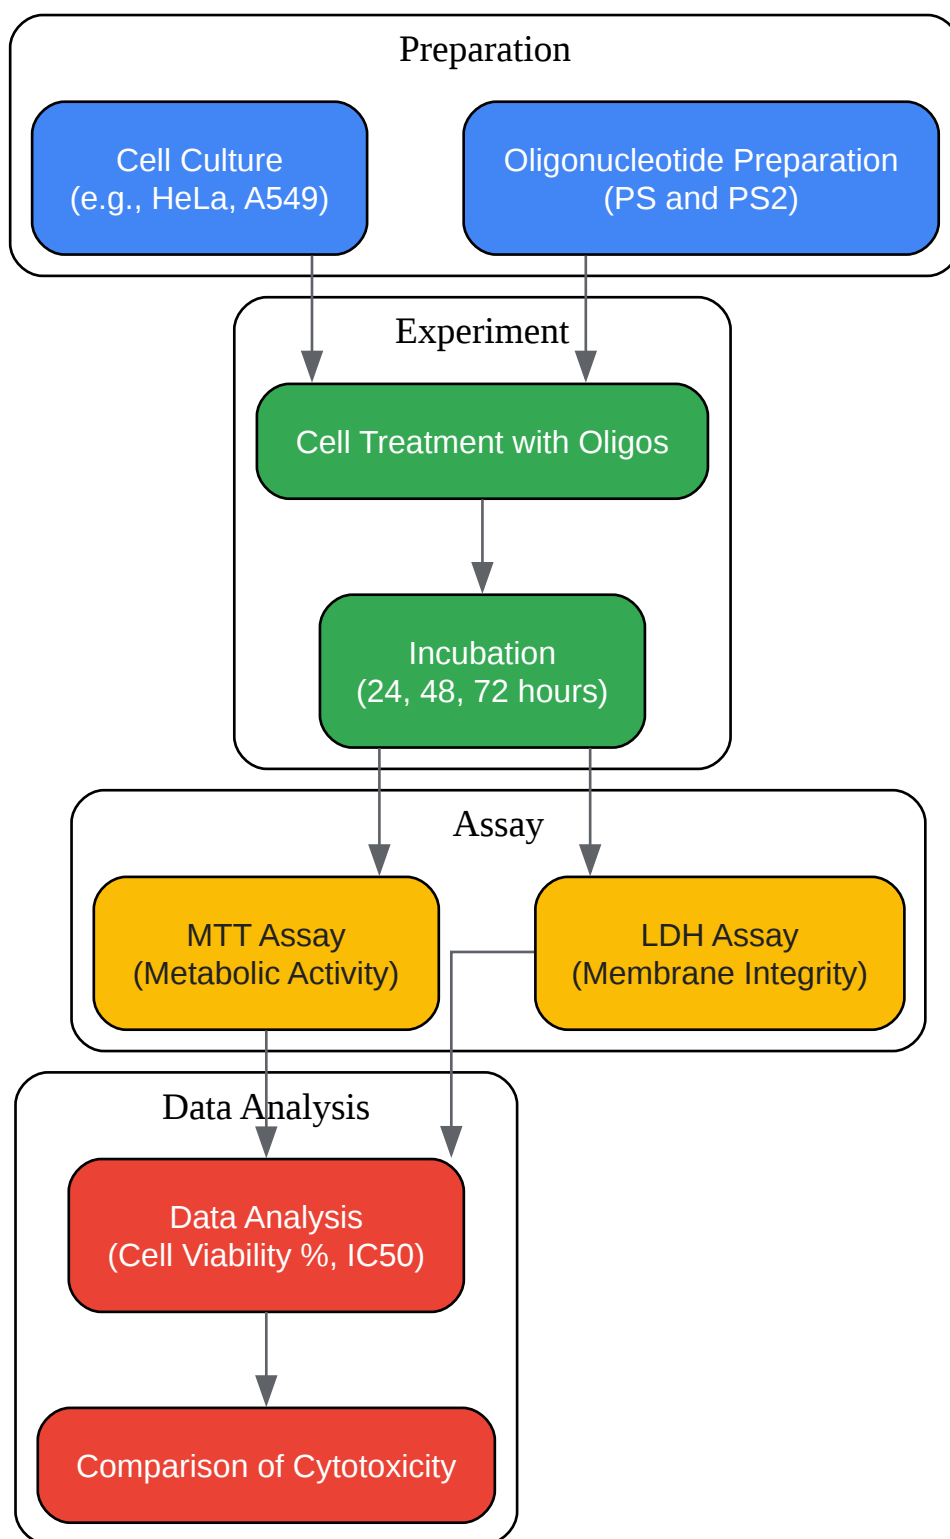 Preparation
Cell Culture
(e.g., HeLa, A549)
Oligonucleotide Preparation
(PS and PS2)
Experiment
Cell Treatment with Oligos
Incubation
(24, 48, 72 hours)
Assay
MTT Assay
(Metabolic Activity)
LDH Assay
(Membrane Integrity)
Data Analysis
Data Analysis
(Cell Viability %, IC50)
Comparison of Cytotoxicity